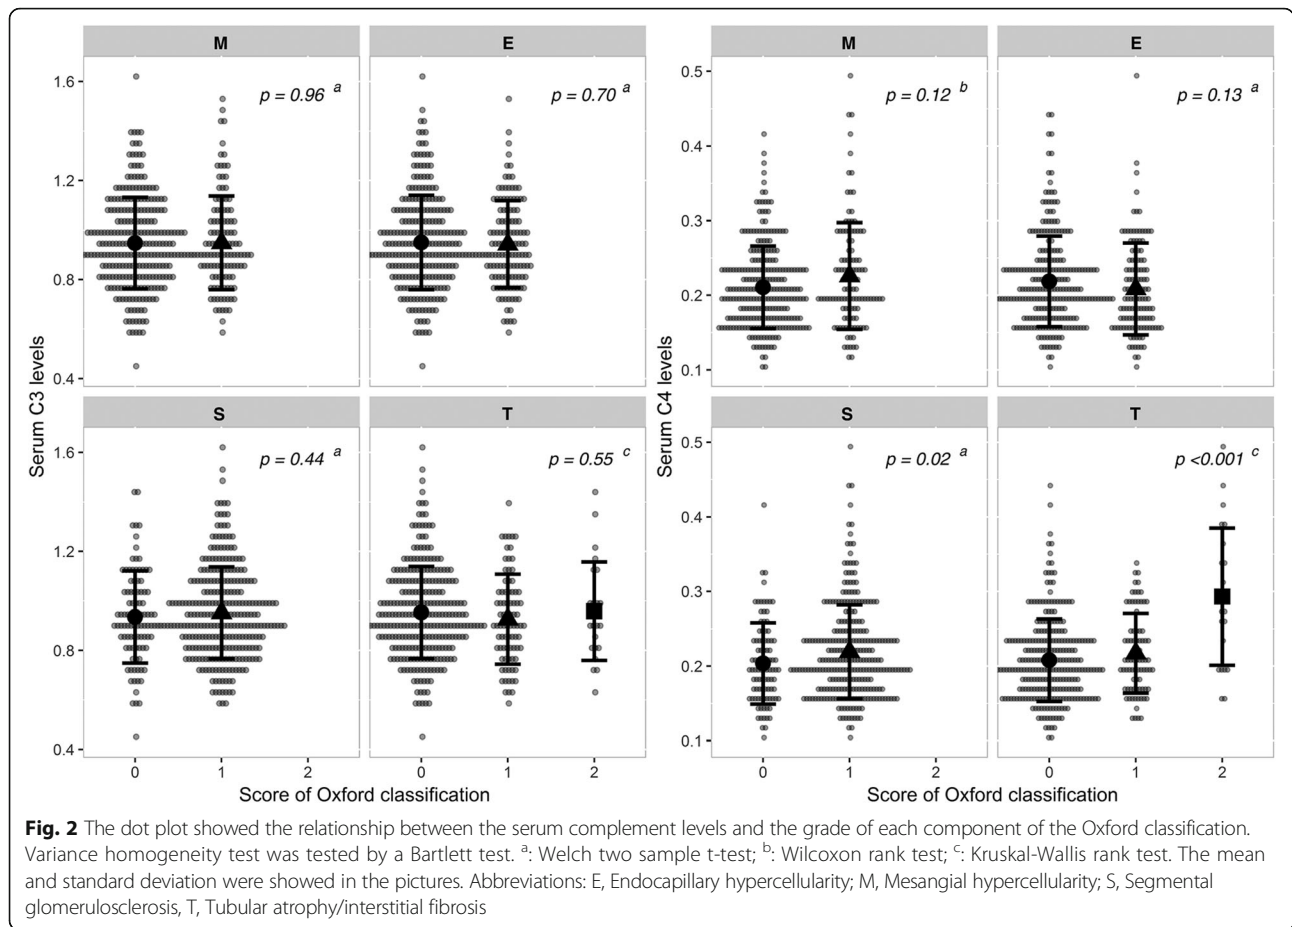 M
E
M
E
Serum C3 levels
1.6
1.2
0.8
0.4
p = 0.96 a
p = 0.70 a
Serum C4 levels
0.5
0.4
0.3
0.2
0.1
p = 0.12 b
p = 0.13 a
S
T
S
T
1.6
1.2
0.8
0.4
p = 0.44 a
p = 0.55 c
0.5
0.4
0.3
0.2
0.1
p = 0.02 a
p <0.001 c
0 1 2
0 1 2
0 1 2
0 1 2
Score of Oxford classification
Score of Oxford classification
Fig. 2 The dot plot showed the relationship between the serum complement levels and the grade of each component of the Oxford classification.
Variance homogeneity test was tested by a Bartlett test. a: Welch two sample t-test; b: Wilcoxon rank test; c: Kruskal-Wallis rank test. The mean
and standard deviation were showed in the pictures. Abbreviations: E, Endocapillary hypercellularity; M, Mesangial hypercellularity; S, Segmental
glomerulosclerosis, T, Tubular atrophy/interstitial fibrosis